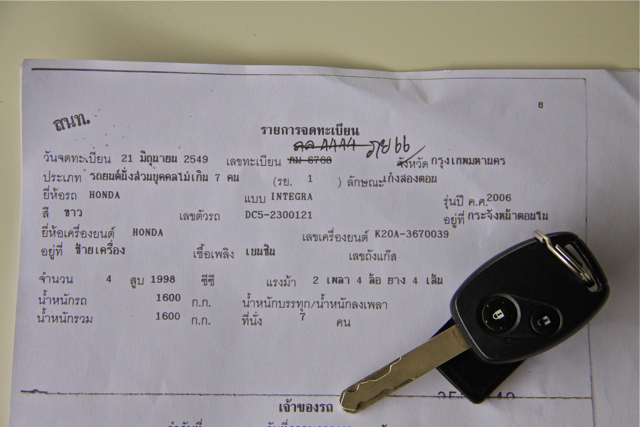 สนท.
6
รายการจดทะเบียน
วันจดทะเบียน 21 มิถุนายน 2549 เลขทะเบียน ภม 6768 จังหวัด กรุงเทพมหานคร
ประเภท รถยนต์นั่งส่วนบุคคลไม่เกิน 7 คน (รย. 1 ) ลักษณะ เก๋งสองตอน
ยี่ห้อรถ HONDA แบบ INTEGRA รุ่นปี ค.ศ. 2006
สี ขาว เลขตัวรถ DC5-2300121 อยู่ที่ กระจังหน้าตอนใน
ยี่ห้อเครื่องยนต์ HONDA เลขเครื่องยนต์ K20A-3670039
อยู่ที่ ซ้ายเครื่อง เชื้อเพลิง เบนซิน เลขถังแก๊ส
จำนวน 4 สูบ 1998 ซีซี แรงม้า 2 เพลา 4 ล้อ ยาง 4 เส้น
น้ำหนักรถ 1600 ก.ก. น้ำหนักบรรทุก/น้ำหนักลงเพลา
น้ำหนักรวม 1600 ก.ก. ที่นั่ง 7 คน
เจ้าของรถ